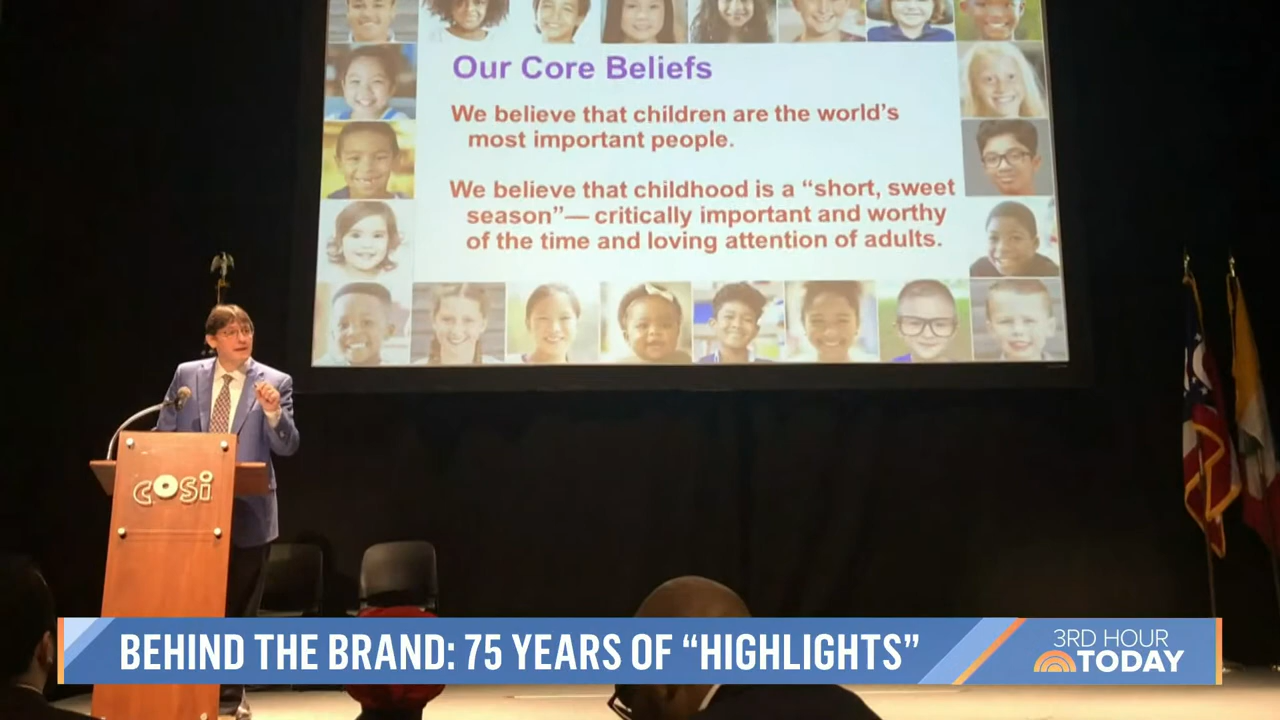 Our Core Beliefs
We believe that children are the world's
most important people.
We believe that childhood is a “short, sweet
season”— critically important and worthy
of the time and loving attention of adults.
cosi
BEHIND THE BRAND: 75 YEARS OF “HIGHLIGHTS”
3RD HOUR
TODAY